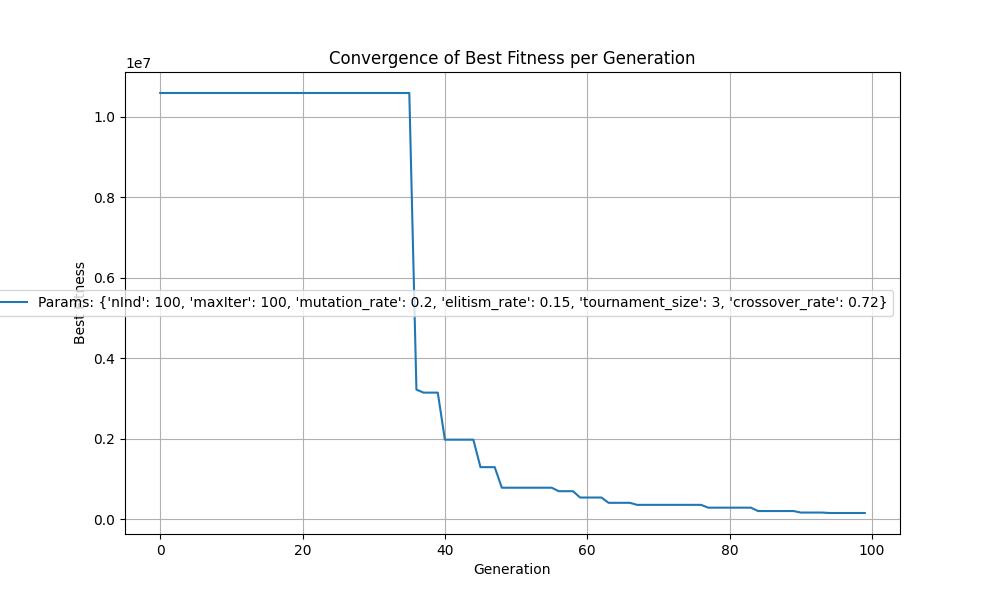 Convergence of Best Fitness per Generation
1e7
1.0
0.8
0.6
0.4
0.2
0.0
Best
ness
Params: {'nInd': 100, 'maxIter': 100, 'mutation_rate': 0.2, 'elitism_rate': 0.15, 'tournament_size': 3, 'crossover_rate': 0.72}
0 20 40 60 80 100
Generation